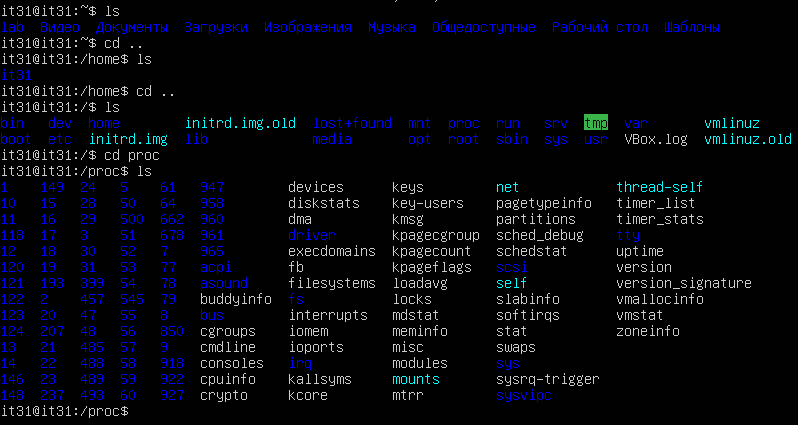 it31@it31:~$ ls
lab Видео Документы Загрузки Изображения Музыка Общедоступные Рабочий стол Шаблоны
it31@it31:~$ cd ..
it31@it31:/home$ ls
it31
it31@it31:/home$ cd ..
it31@it31:/$ ls
bin dev home initrd.img.old lost+found mnt proc run srv tmp var vmlinuz
boot etc initrd.img lib media opt root sbin sys usr VBox.log vmlinuz.old
it31@it31:/$ cd proc
it31@it31:/proc$ ls
1 149 24 5 61 947 devices keys net thread-self
10 15 28 50 64 958 diskstats key-users pagetypeinfo timer_list
11 16 29 500 662 960 dma kmsg partitions timer_stats
118 17 3 51 678 961 driver kpagecgroup sched_debug tty
12 18 30 52 7 965 execdomains kpagecount schedstat uptime
120 19 31 53 77 acpi fb kpageflags scsi version
121 193 399 54 78 asound filesystems loadavg self version_signature
122 2 457 545 79 buddyinfo fs locks slabinfo vmallocinfo
123 20 47 55 8 bus interrupts mdstat softirqs vmstat
124 207 48 56 850 cgroups iomem meminfo stat zoneinfo
13 21 485 57 9 cmdline ioports misc swaps
14 22 488 58 918 consoles irq modules sys
146 23 489 59 922 cpuinfo kallsyms mounts sysrq-trigger
148 237 493 60 927 crypto kcore mtrr sysvipc
it31@it31:/proc$